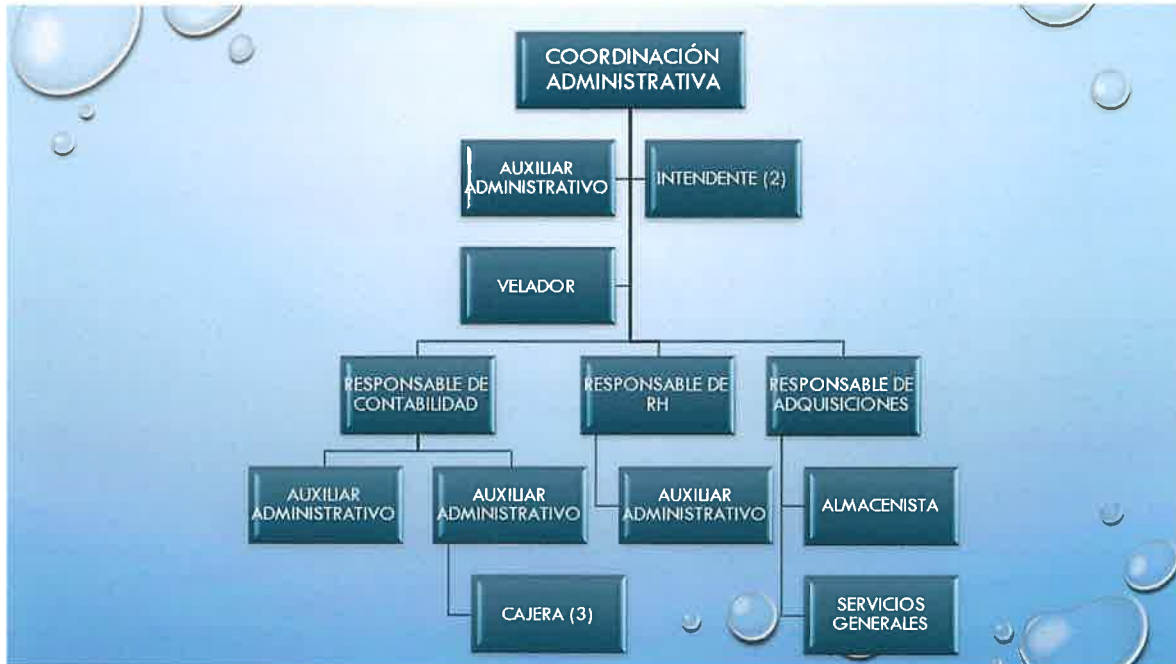 COORDINACIÓN
ADMINISTRATIVA
AUXILIAR
ADMINISTRATIVO
INTENDENTE (2)
VELADOR
RESPONSABLE DE
CONTABILIDAD
RESPONSABLE DE
RH
RESPONSABLE DE
ADQUISICIONES
AUXILIAR
ADMINISTRATIVO
AUXILIAR
ADMINISTRATIVO
AUXILIAR
ADMINISTRATIVO
ALMACENISTA
CAJERA (3)
SERVICIOS
GENERALES